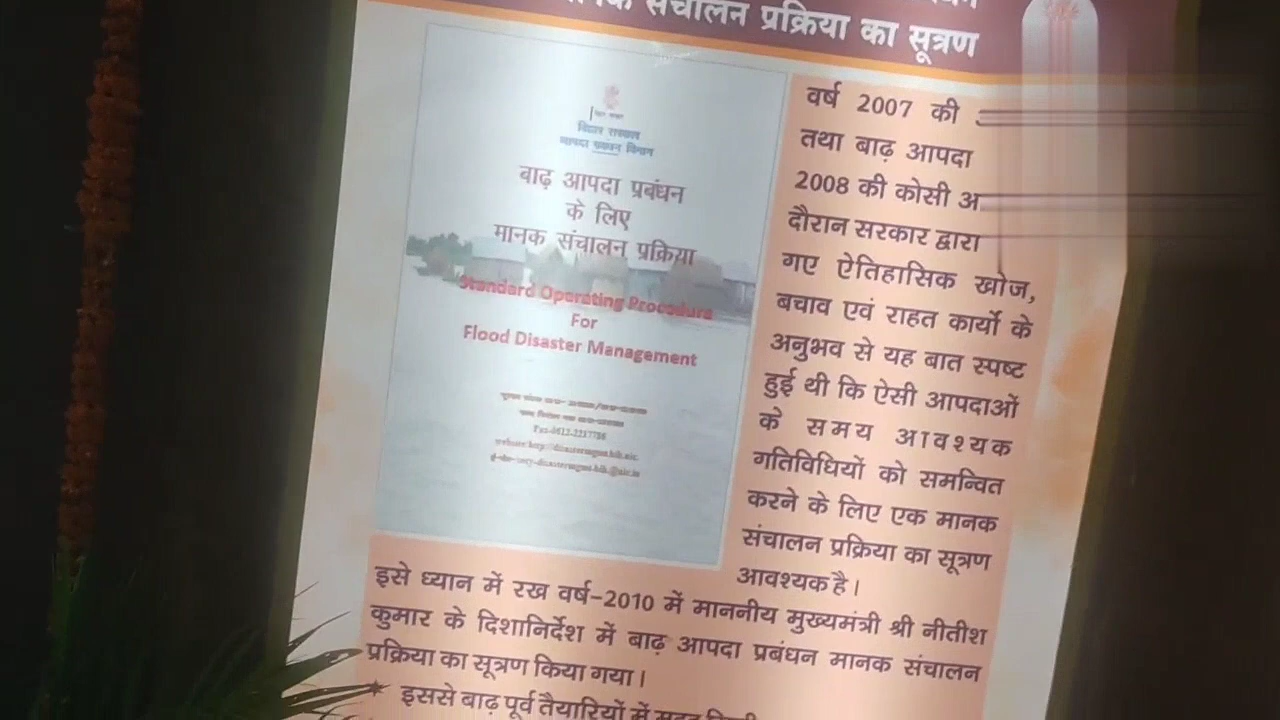 संचालन प्रक्रिया का सूत्रण
बिहार सरकार
आपदा प्रबंधन विभाग
बाढ़ आपदा प्रबंधन
के लिए
मानक संचालन प्रक्रिया
Standard Operating Procedure
For
Flood Disaster Management
वर्ष 2007 की
तथा बाढ़ आपदा
2008 की कोसी
दौरान सरकार द्वारा
गए ऐतिहासिक खोज,
बचाव एवं राहत कार्यो के
अनुभव से यह बात स्पष्ट
हुई थी कि ऐसी आपदाओं
के समय आवश्यक
गतिविधियों को समन्वित
करने के लिए एक मानक
संचालन प्रक्रिया का सूत्रण
आवश्यक है।
इसे ध्यान में रख वर्ष-2010 में माननीय मुख्यमंत्री श्री नीतीश
कुमार के दिशानिर्देश में बाढ़ आपदा प्रबंधन मानक संचालन
प्रक्रिया का सूत्रण किया गया।
इससे बाढ़ पूर्व तैयारियों में